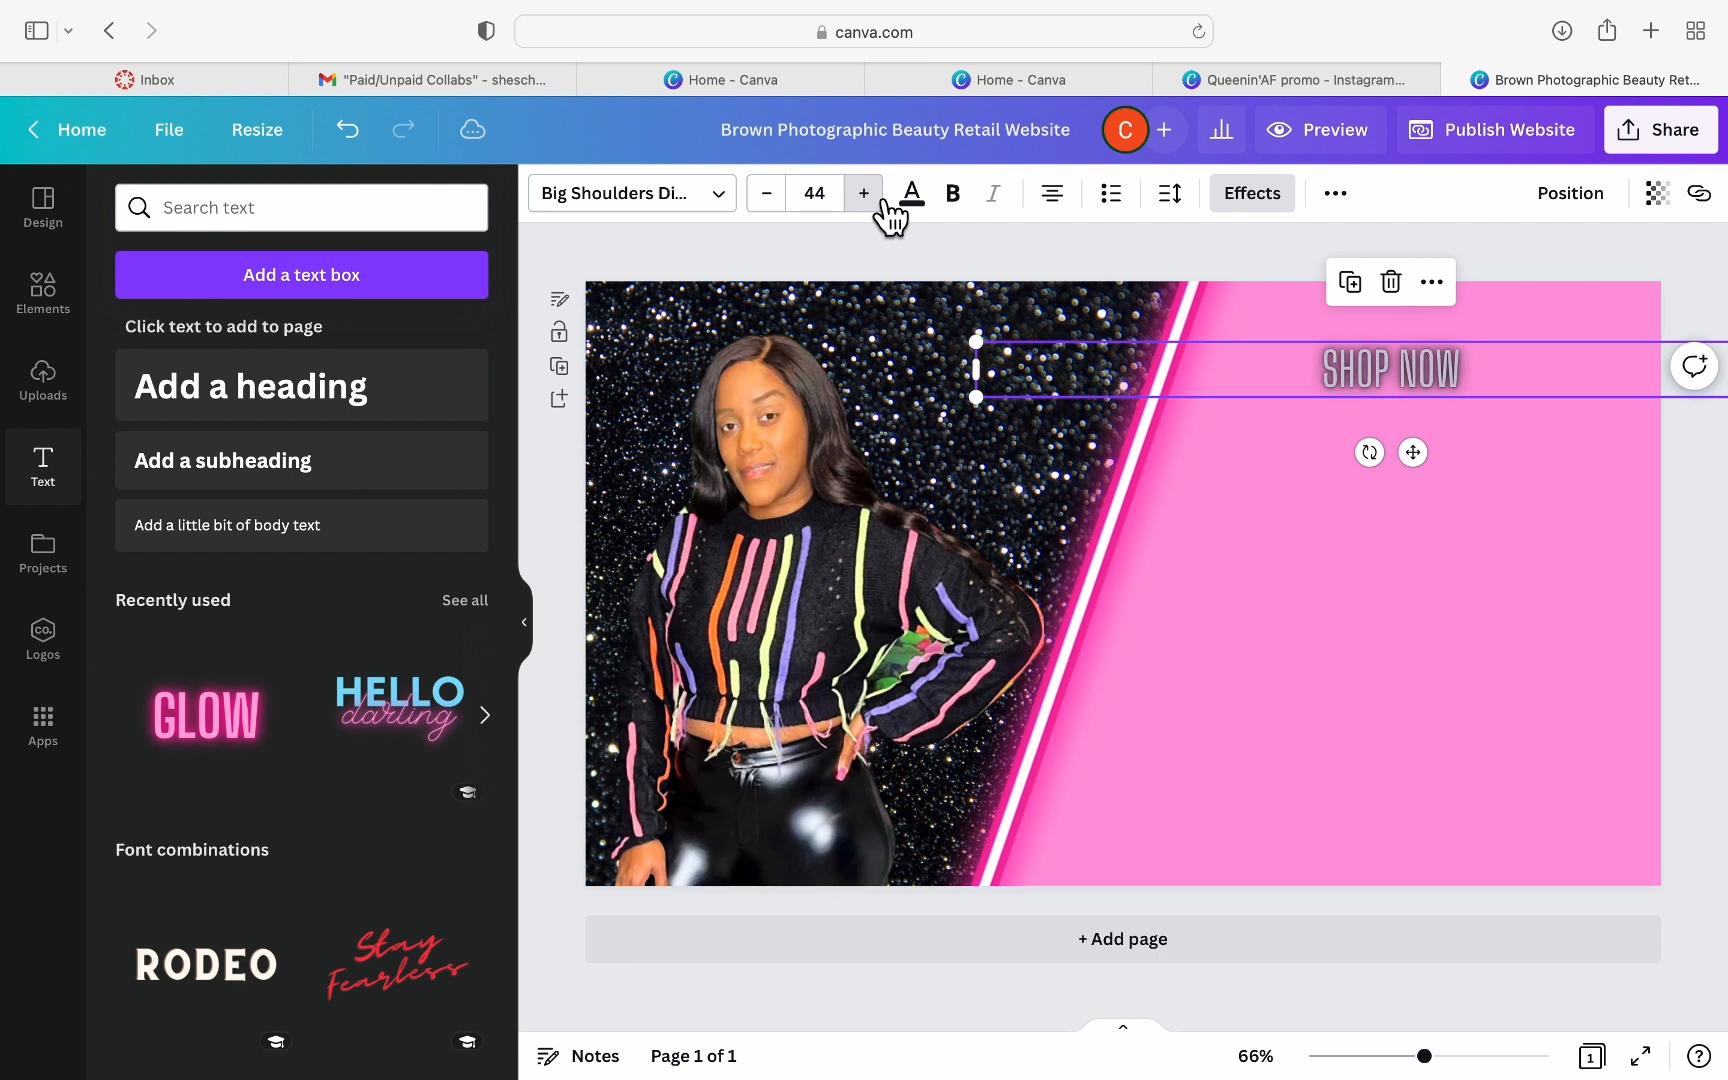 canva.com
Inbox
"Paid/Unpaid Collabs" - shesch...
Home - Canva
Home - Canva
Queenin'AF promo - Instagram...
Brown Photographic Beauty Ret...
Home
File
Resize
Brown Photographic Beauty Retail Website
C
Preview
Publish Website
Share
Design
Elements
Uploads
Text
Projects
CO.
Logos
Apps
Search text
Add a text box
Click text to add to page
Add a heading
Add a subheading
Add a little bit of body text
Recently used
See all
GLOW
HELLO
darling
Font combinations
RODEO
Stay
Fearless
Big Shoulders Di...
44
A
B
I
Effects
Position
SHOP NOW
+ Add page
Notes
Page 1 of 1
66%
1